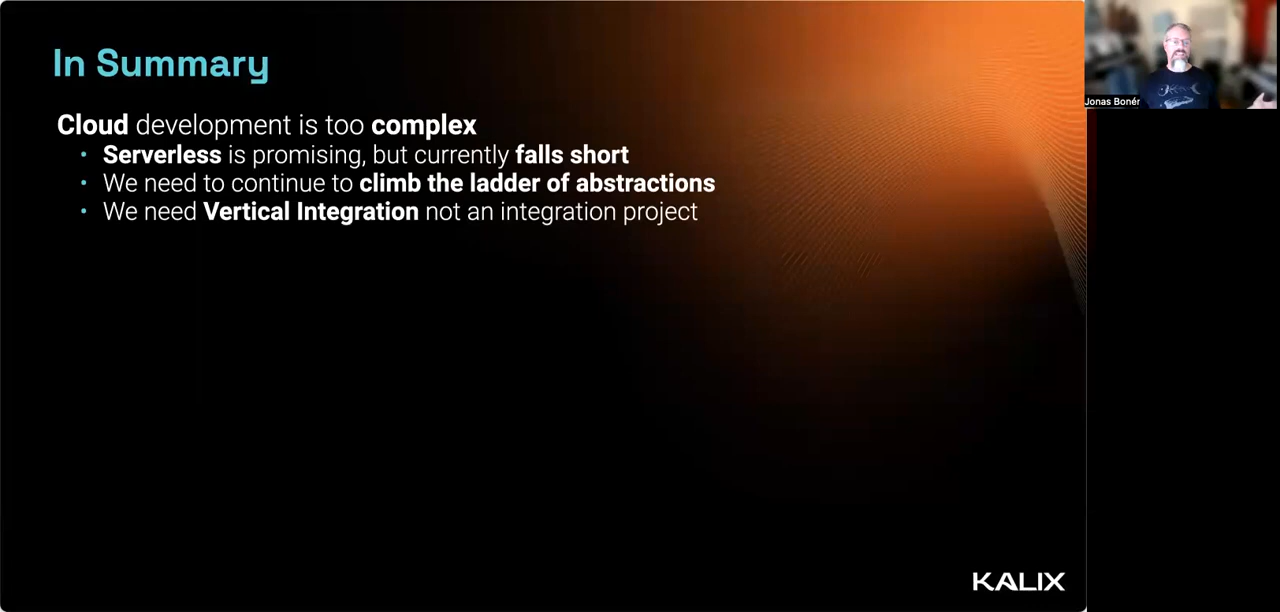 In Summary
Cloud development is too complex
• Serverless is promising, but currently falls short
• We need to continue to climb the ladder of abstractions
• We need Vertical Integration not an integration project
KALIX
Jonas Bonér